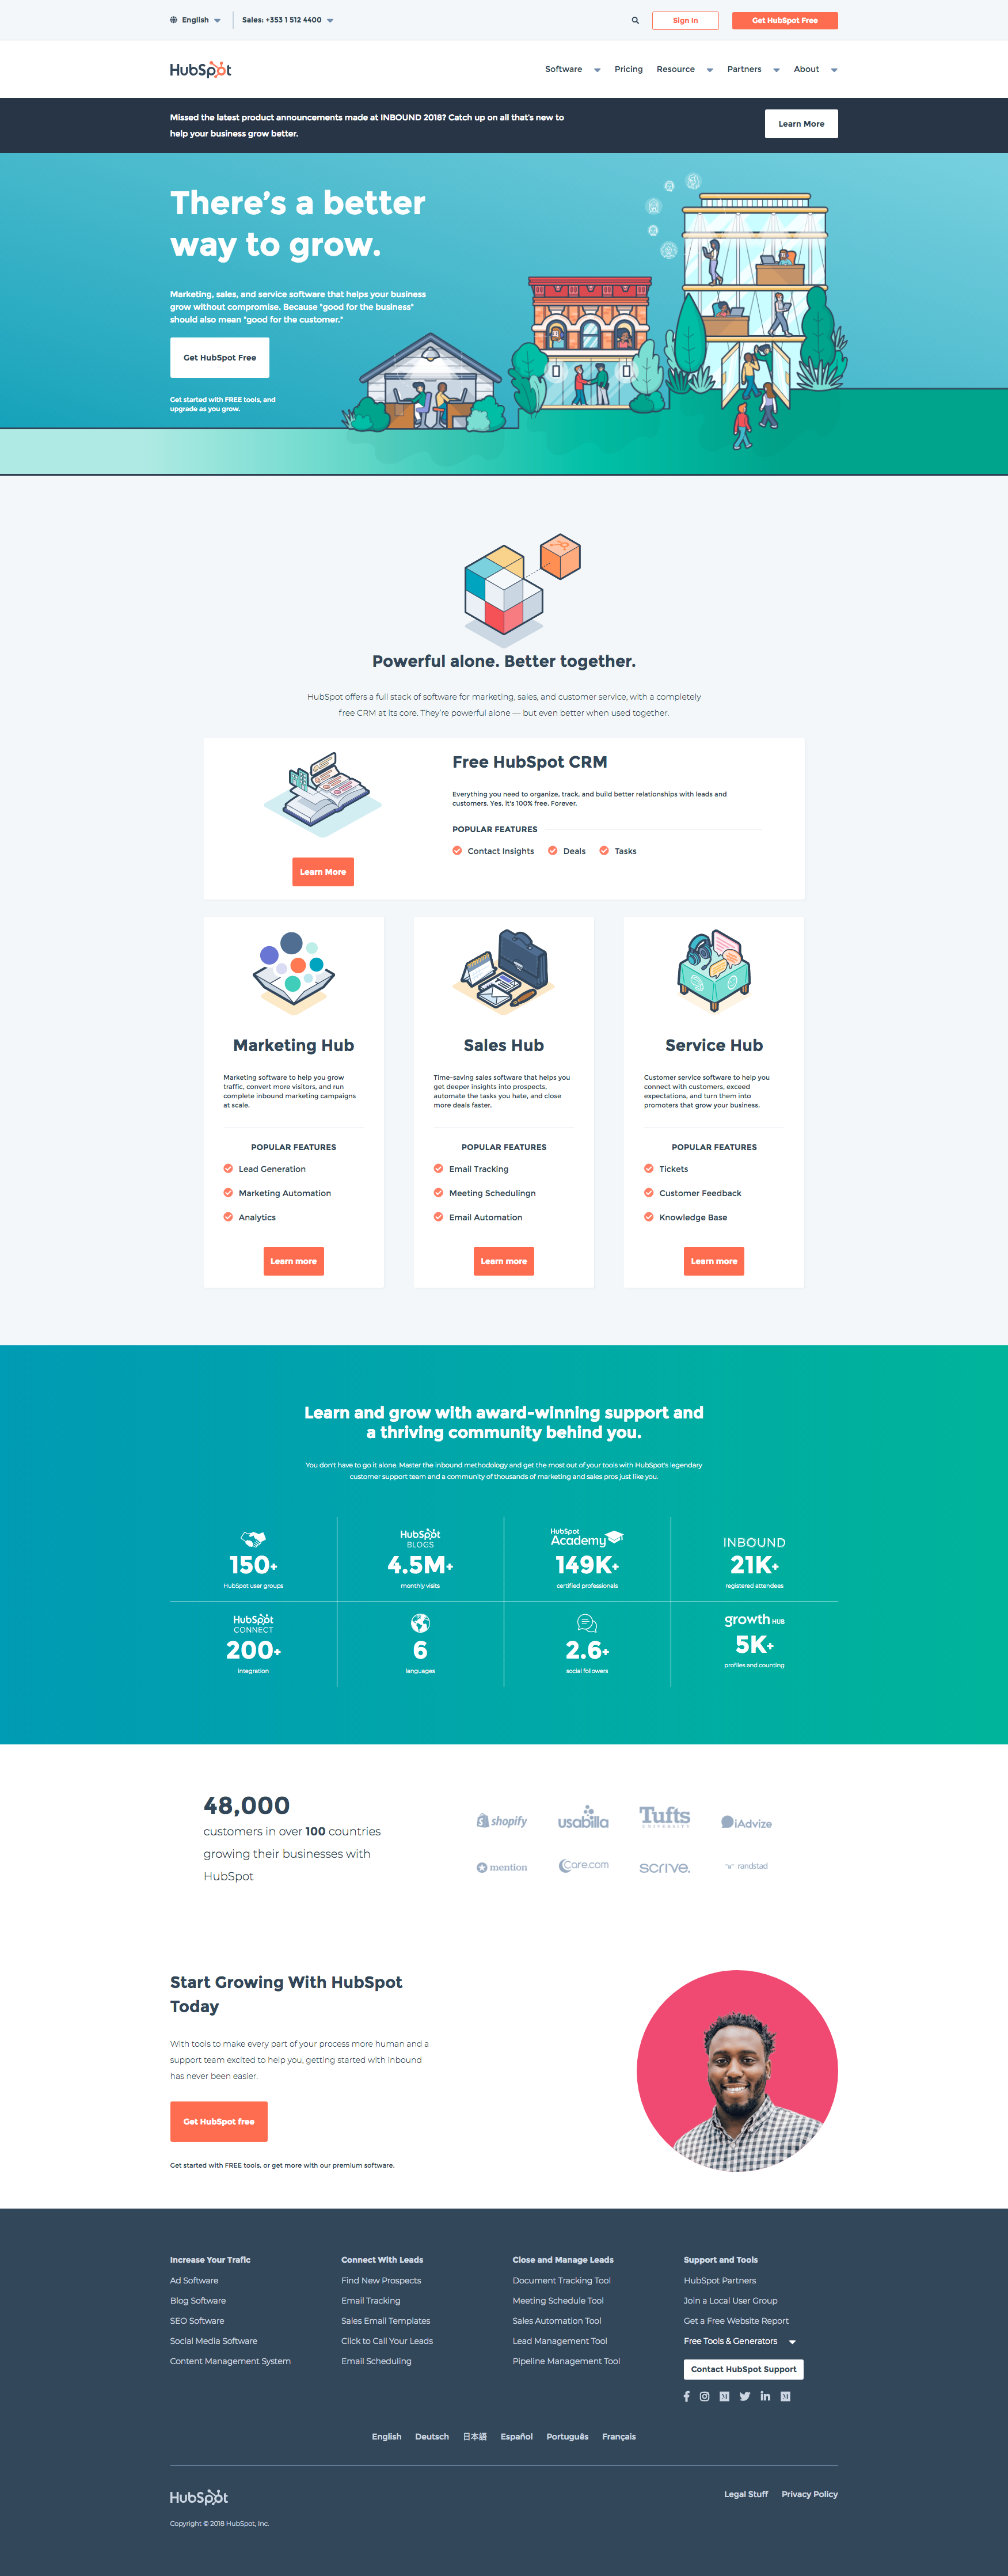 English
Sales: +353 1 512 4400
Sign In
Get HubSpot Free
HubSpot
Software
Pricing
Resource
Partners
About
Missed the latest product announcements made at INBOUND 2018? Catch up on all that's new to
help your business grow better.
Learn More
There's a better
way to grow.
Marketing, sales, and service software that helps your business
grow without compromise. Because "good for the business"
should also mean "good for the customer."
Get HubSpot Free
Get started with FREE tools, and
upgrade as you grow.
Powerful alone. Better together.
HubSpot offers a full stack of software for marketing, sales, and customer service, with a completely
free CRM at its core. They're powerful alone — but even better when used together.
Free HubSpot CRM
Everything you need to organize, track, and build better relationships with leads and
customers. Yes, it's 100% free. Forever.
POPULAR FEATURES
Contact Insights
Deals
Tasks
Learn More
Marketing Hub
Marketing software to help you grow
traffic, convert more visitors, and run
complete inbound marketing campaigns
at scale.
POPULAR FEATURES
Lead Generation
Marketing Automation
Analytics
Learn more
Sales Hub
Time-saving sales software that helps you
get deeper insights into prospects,
automate the tasks you hate, and close
more deals faster.
POPULAR FEATURES
Email Tracking
Meeting Schedulingn
Email Automation
Learn more
Service Hub
Customer service software to help you
connect with customers, exceed
expectations, and turn them into
promoters that grow your business.
POPULAR FEATURES
Tickets
Customer Feedback
Knowledge Base
Learn more
Learn and grow with award-winning support and
a thriving community behind you.
You don't have to go it alone. Master the inbound methodology and get the most out of your tools with HubSpot's legendary
customer support team and a community of thousands of marketing and sales pros just like you.
150+
HubSpot user groups
HubSpot
BLOGS
4.5M+
monthly visits
HubSpot
Academy
149K+
certified professionals
INBOUND
21K+
registered attendees
HubSpot
CONNECT
200+
integration
6
languages
2.6+
social followers
growth HUB
5K+
profiles and counting
48,000
customers in over 100 countries
growing their businesses with
HubSpot
shopify
usabilla
Tufts
UNIVERSITY
iAdvize
mention
Care.com
SCRIVE.
randstad
Start Growing With HubSpot
Today
With tools to make every part of your process more human and a
support team excited to help you, getting started with inbound
has never been easier.
Get HubSpot free
Get started with FREE tools, or get more with our premium software.
Increase Your Trafic
Ad Software
Blog Software
SEO Software
Social Media Software
Content Management System
Connect With Leads
Find New Prospects
Email Tracking
Sales Email Templates
Click to Call Your Leads
Email Scheduling
Close and Manage Leads
Document Tracking Tool
Meeting Schedule Tool
Sales Automation Tool
Lead Management Tool
Pipeline Management Tool
Support and Tools
HubSpot Partners
Join a Local User Group
Get a Free Website Report
Free Tools & Generators
Contact HubSpot Support
English
Deutsch
日本語
Español
Português
Français
HubSpot
Legal Stuff
Privacy Policy
Copyright © 2018 HubSpot, Inc.